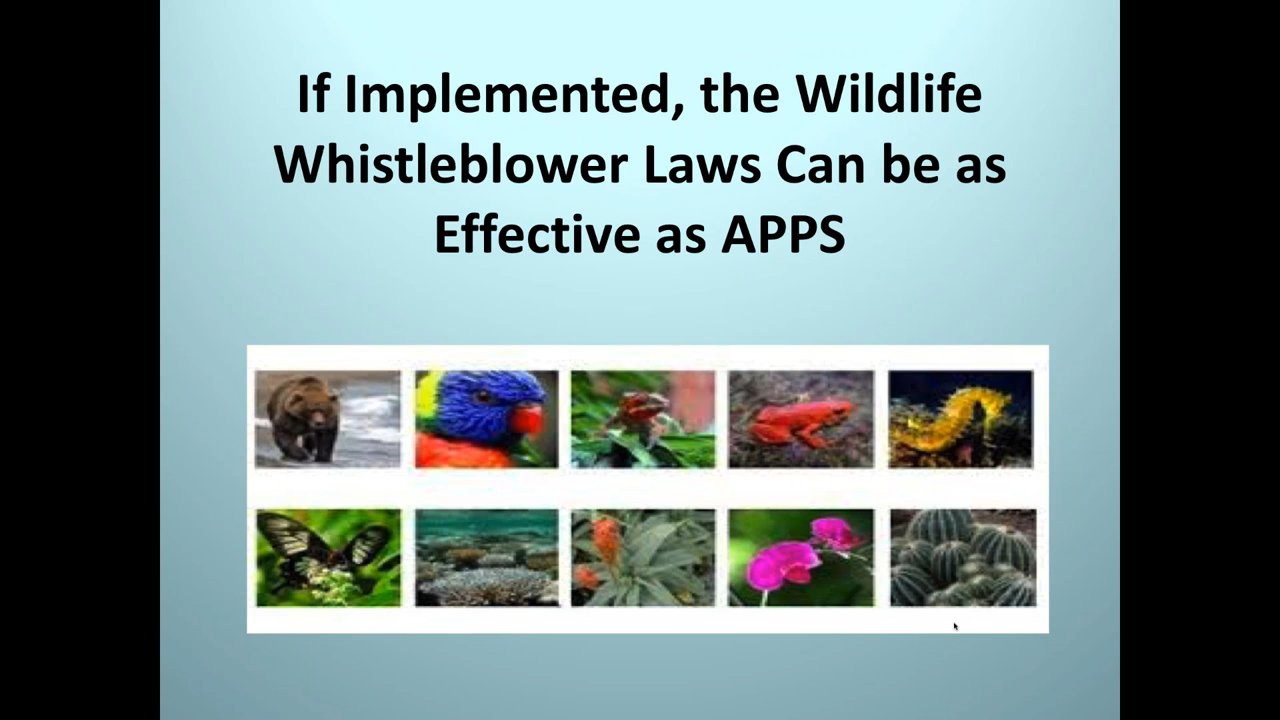 If Implemented, the Wildlife
Whistleblower Laws Can be as
Effective as APPS